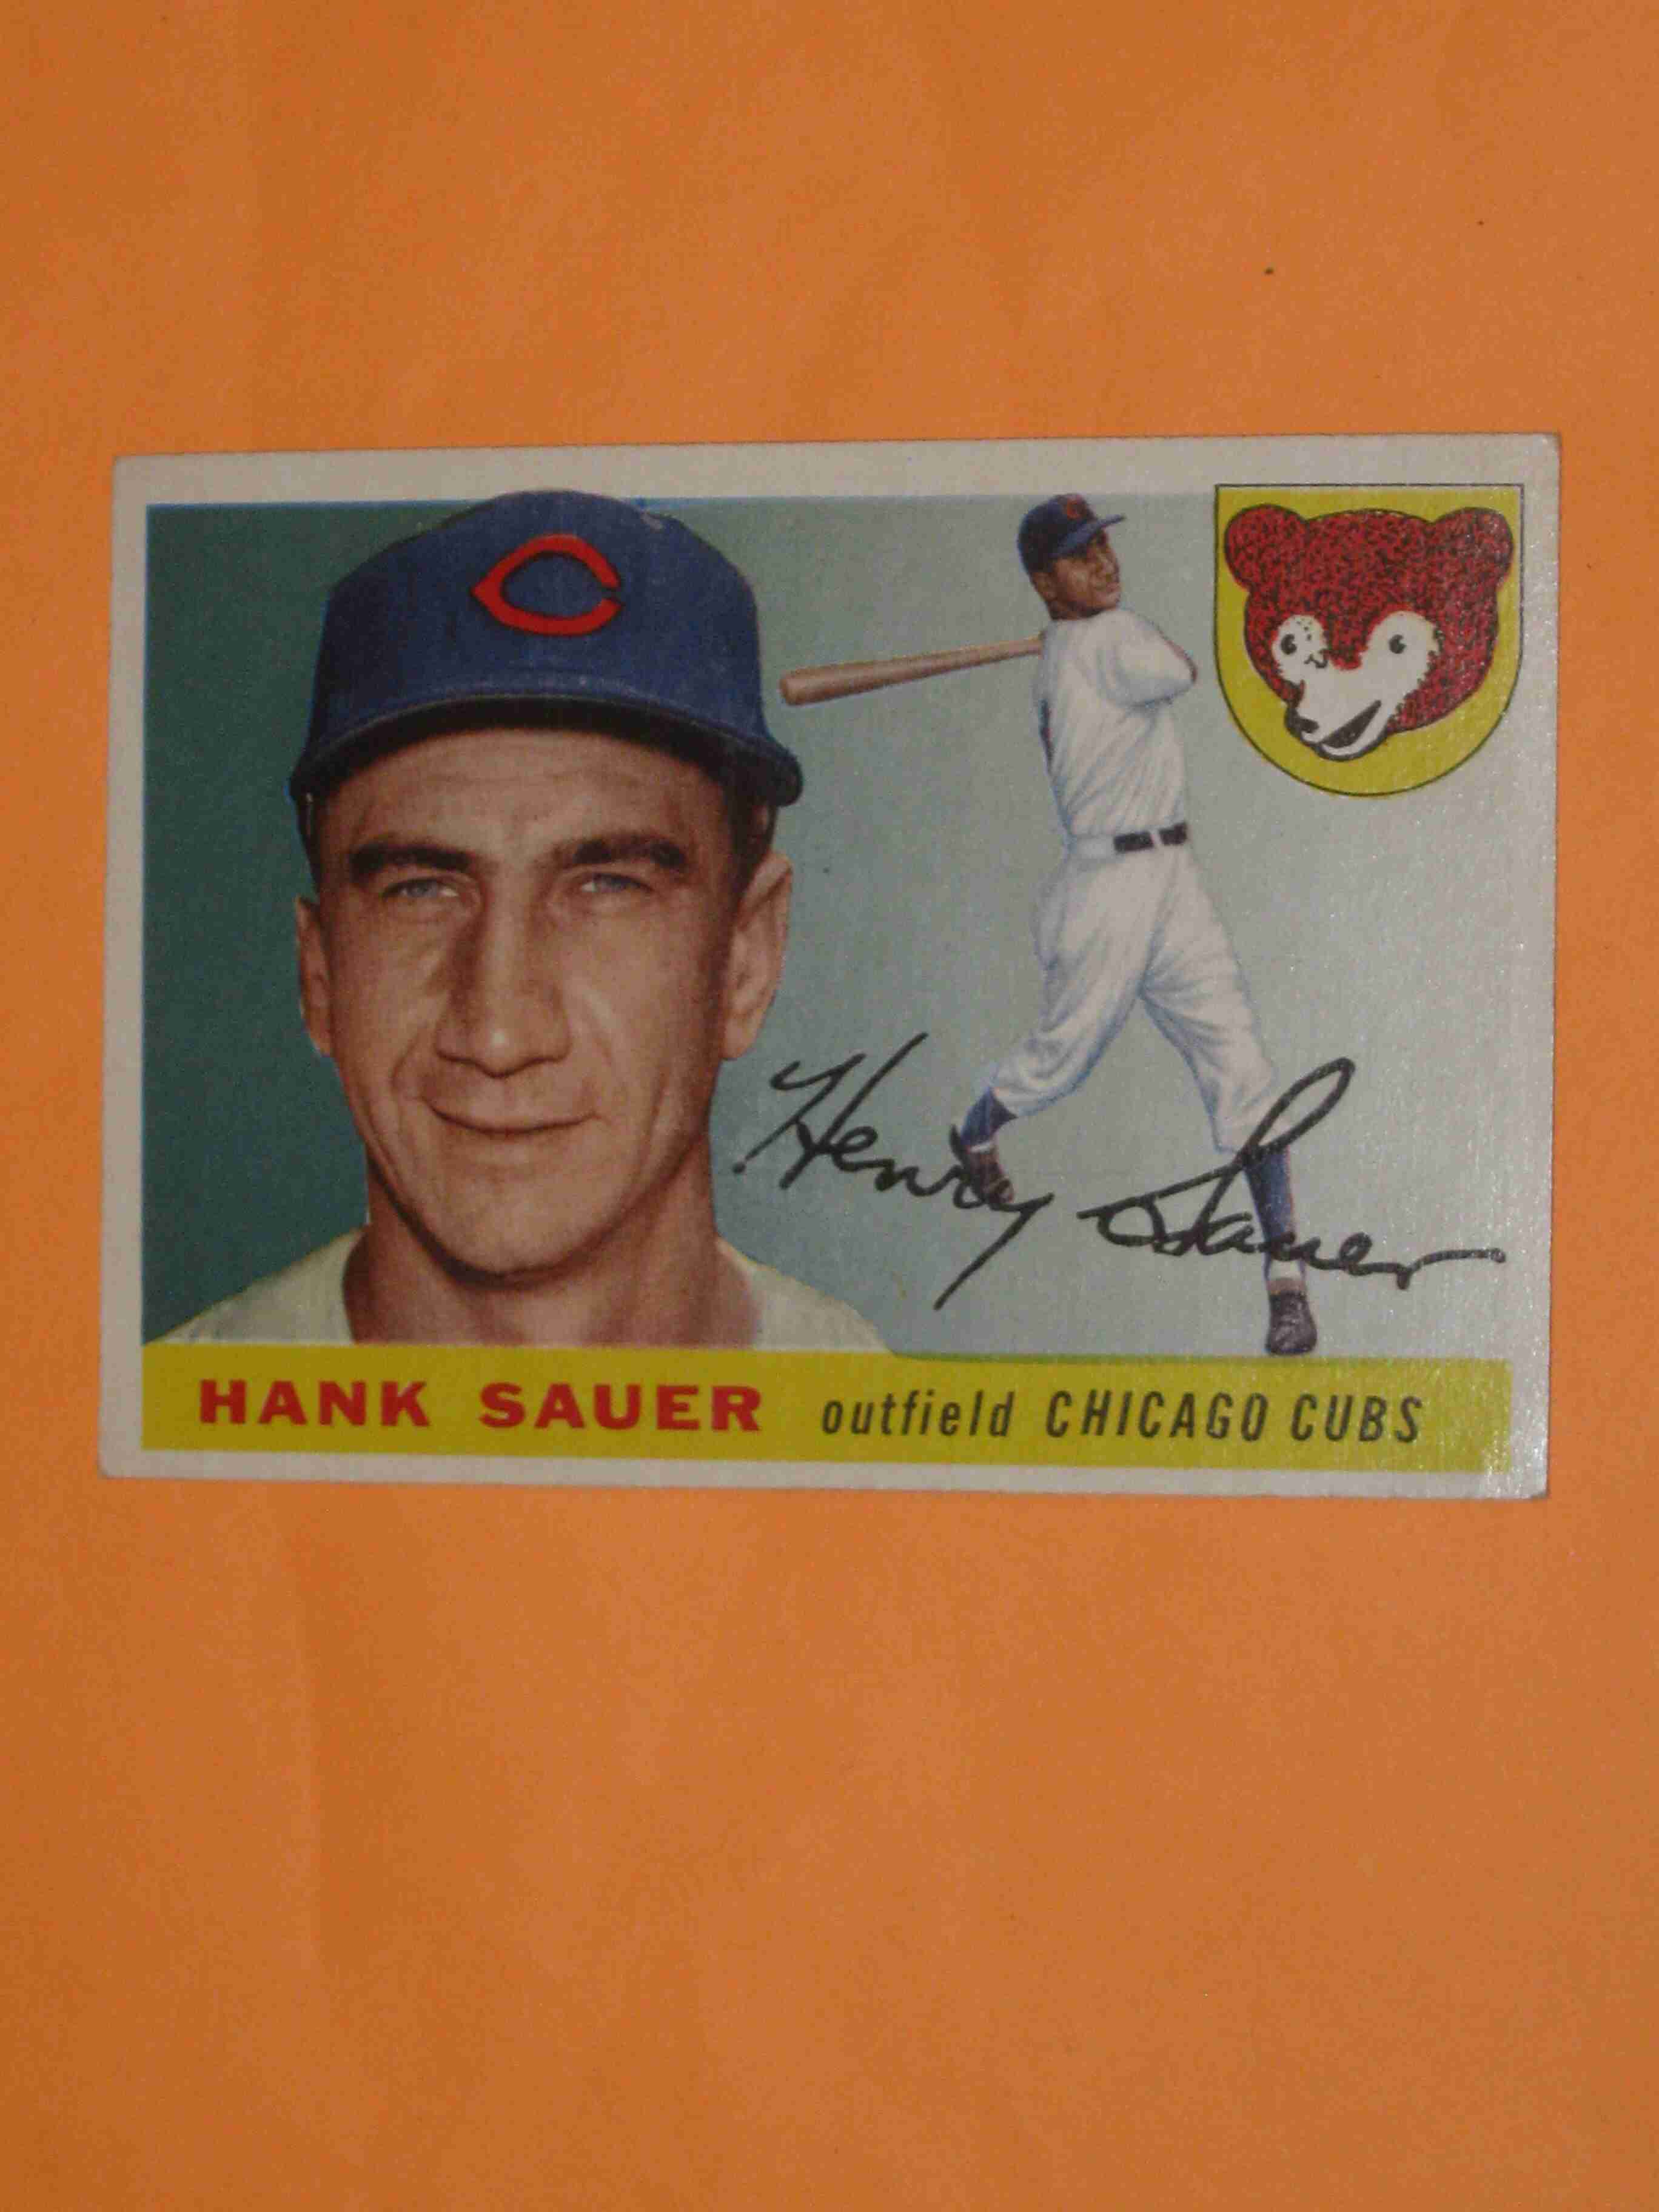 C
C
Henry Sauer
HANK SAUER outfield CHICAGO CUBS